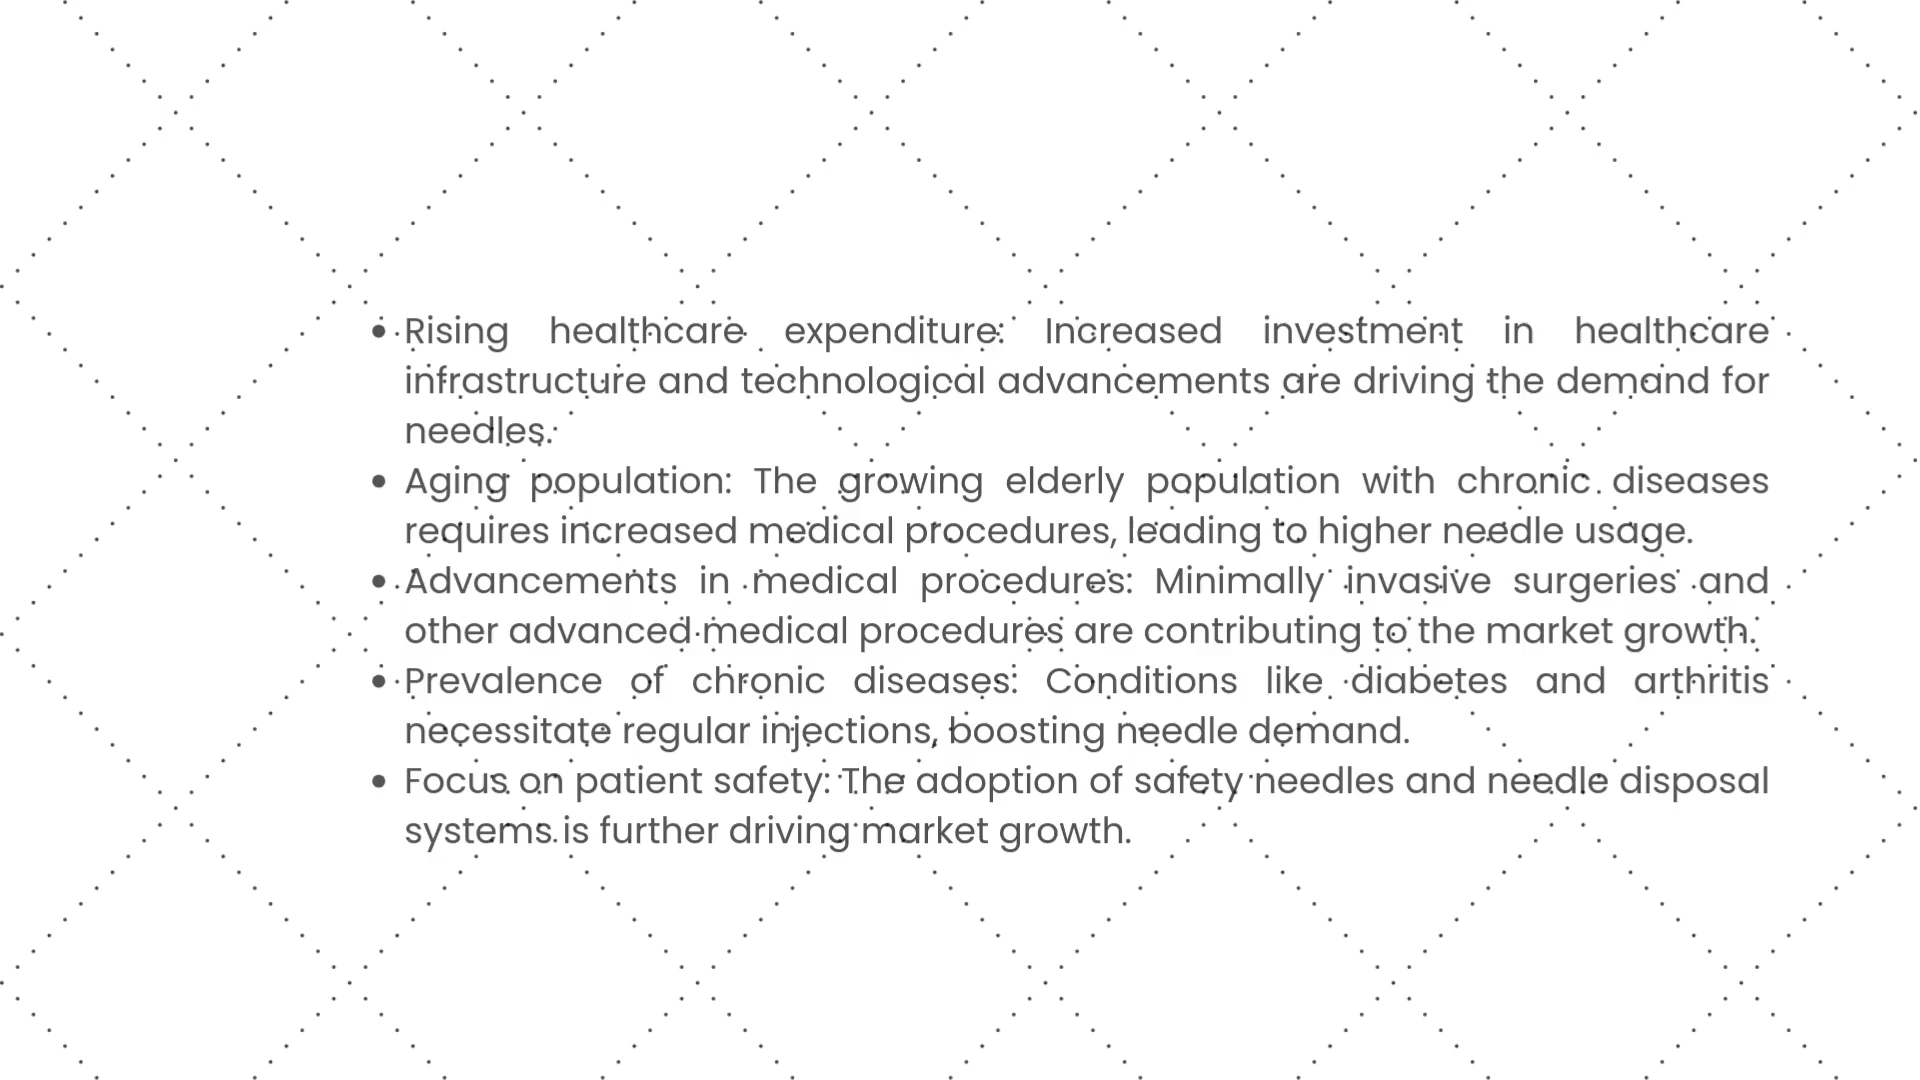 • Rising healthcare expenditure: Increased investment in healthcare
infrastructure and technological advancements are driving the demand for
needles.
• Aging population: The growing elderly population with chronic diseases
requires increased medical procedures, leading to higher needle usage.
• Advancements in medical procedures: Minimally invasive surgeries and
other advanced medical procedures are contributing to the market growth.
• Prevalence of chronic diseases: Conditions like diabetes and arthritis
necessitate regular injections, boosting needle demand.
• Focus on patient safety: The adoption of safety needles and needle disposal
systems is further driving market growth.